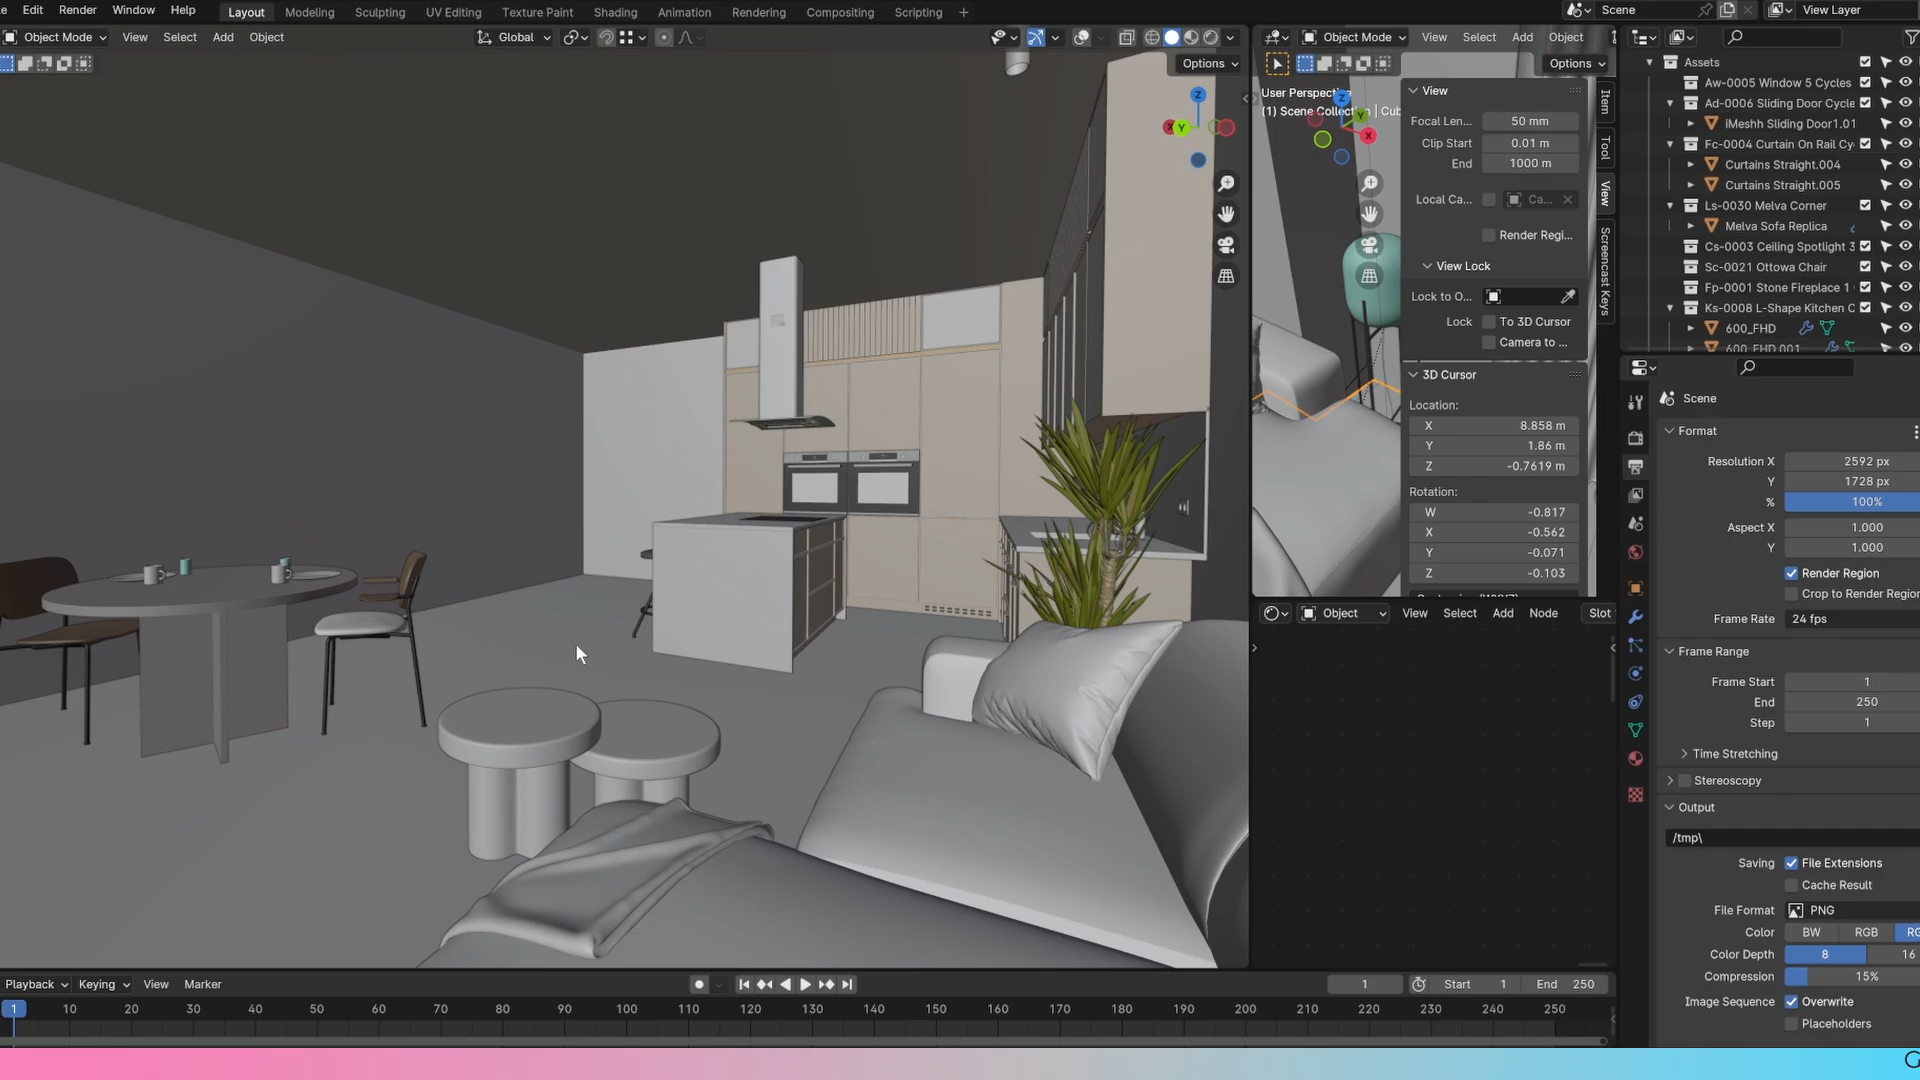 Edit Render Window Help Layout Modeling Sculpting UV Editing Texture Paint Shading Animation Rendering Compositing Scripting + Scene View Layer
Object Mode View Select Add Object Global
Options
Object Mode View Select Add Object
Options
User Perspective
(1) Scene Collection | Cub
View
Focal Len... 50 mm
Clip Start 0.01 m
End 1000 m
Local Ca... Ca...
Render Regi...
View Lock
Lock to O...
Lock To 3D Cursor
Camera to ...
3D Cursor
Location:
X 8.858 m
Y 1.86 m
Z -0.7619 m
Rotation:
W -0.817
X -0.562
Y -0.071
Z -0.103
Item
Tool
View
Screencast Keys
Z
X Y
Z
Y
X
Object View Select Add Node Slot
Assets
Aw-0005 Window 5 Cycles
Ad-0006 Sliding Door Cycle
iMeshh Sliding Door1.01
Fc-0004 Curtain On Rail Cy
Curtains Straight.004
Curtains Straight.005
Ls-0030 Melva Corner
Melva Sofa Replica
Cs-0003 Ceiling Spotlight 3
Sc-0021 Ottowa Chair
Fp-0001 Stone Fireplace 1
Ks-0008 L-Shape Kitchen C
600_FHD
600_FHD.001
Scene
Format
Resolution X 2592 px
Y 1728 px
% 100%
Aspect X 1.000
Y 1.000
Render Region
Crop to Render Region
Frame Rate 24 fps
Frame Range
Frame Start 1
End 250
Step 1
Time Stretching
Stereoscopy
Output
/tmp\
Saving File Extensions
Cache Result
File Format PNG
Color BW RGB RG
Color Depth 8 16
Compression 15%
Image Sequence Overwrite
Placeholders
Playback Keying View Marker 1 Start 1 End 250
1 10 20 30 40 50 60 70 80 90 100 110 120 130 140 150 160 170 180 190 200 210 220 230 240 250